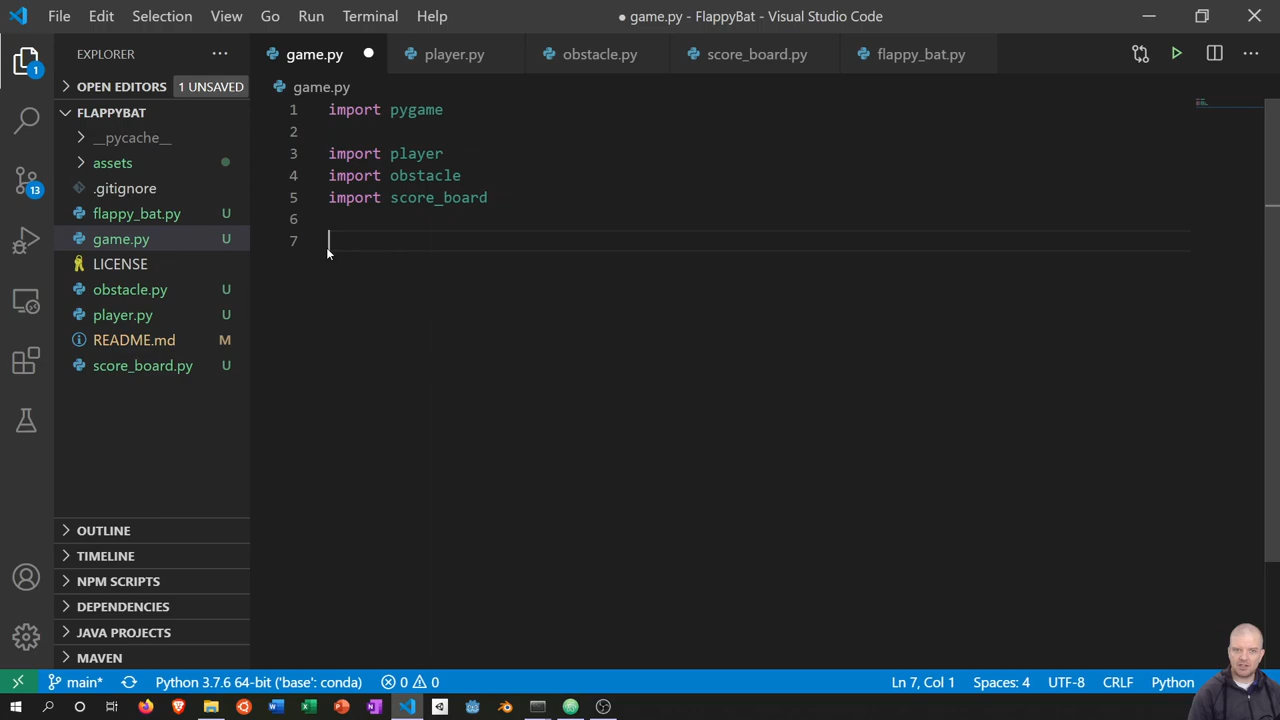 File Edit Selection View Go Run Terminal Help ● game.py - FlappyBat - Visual Studio Code
EXPLORER ···
game.py ● player.py obstacle.py score_board.py flappy_bat.py ···
1
OPEN EDITORS 1 UNSAVED
game.py
FLAPPYBAT
__pycache__
assets
.gitignore
flappy_bat.py U
game.py U
LICENSE
obstacle.py U
player.py U
README.md M
score_board.py U
13
1 import pygame
2
3 import player
4 import obstacle
5 import score_board
6
7
OUTLINE
TIMELINE
NPM SCRIPTS
DEPENDENCIES
JAVA PROJECTS
MAVEN
main* Python 3.7.6 64-bit ('base': conda) 0 0 Ln 7, Col 1 Spaces: 4 UTF-8 CRLF Python